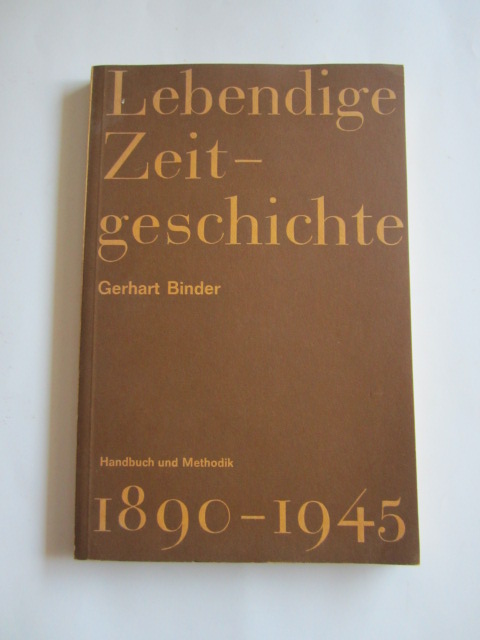 Lebendige
Zeit-
geschichte
Gerhart Binder
Handbuch und Methodik
1890-1945